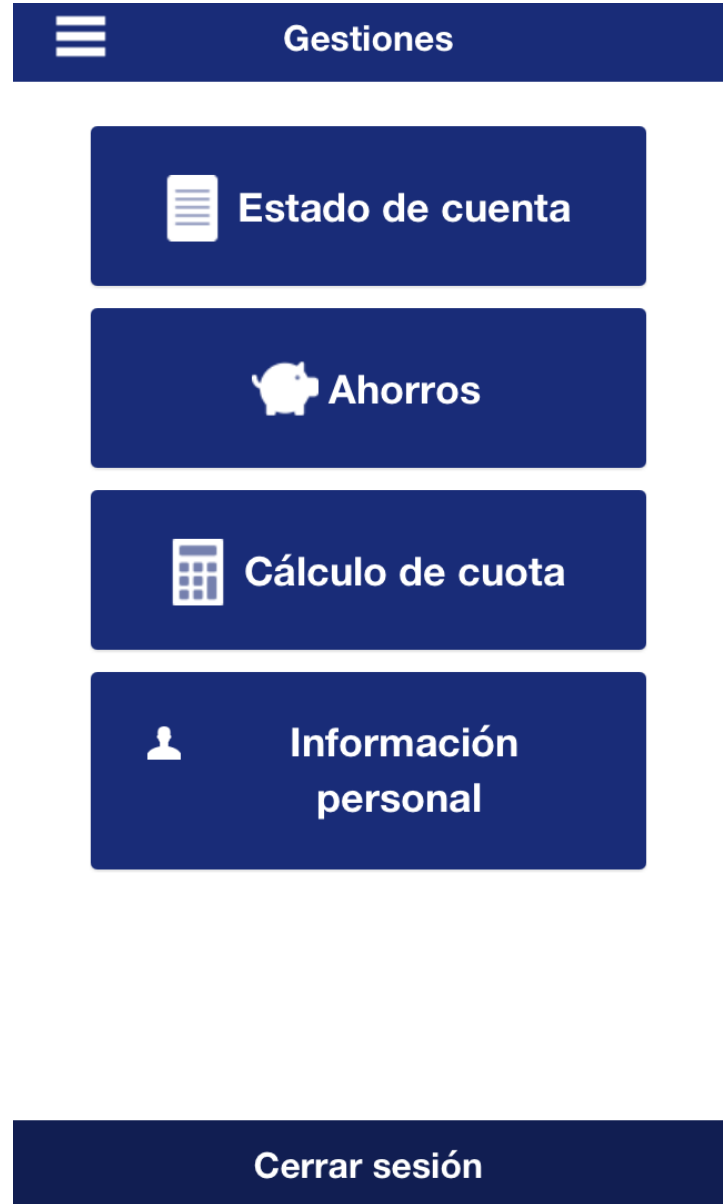 Gestiones
Estado de cuenta
Ahorros
Cálculo de cuota
Información
personal
Cerrar sesión